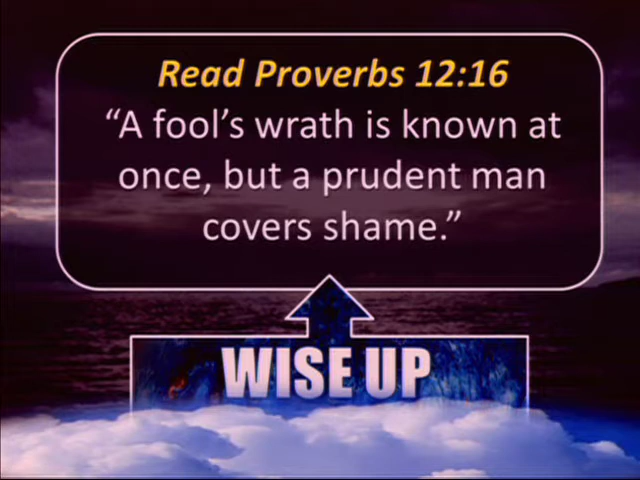 Read Proverbs 12:16
“A fool’s wrath is known at
once, but a prudent man
covers shame.”
WISE UP